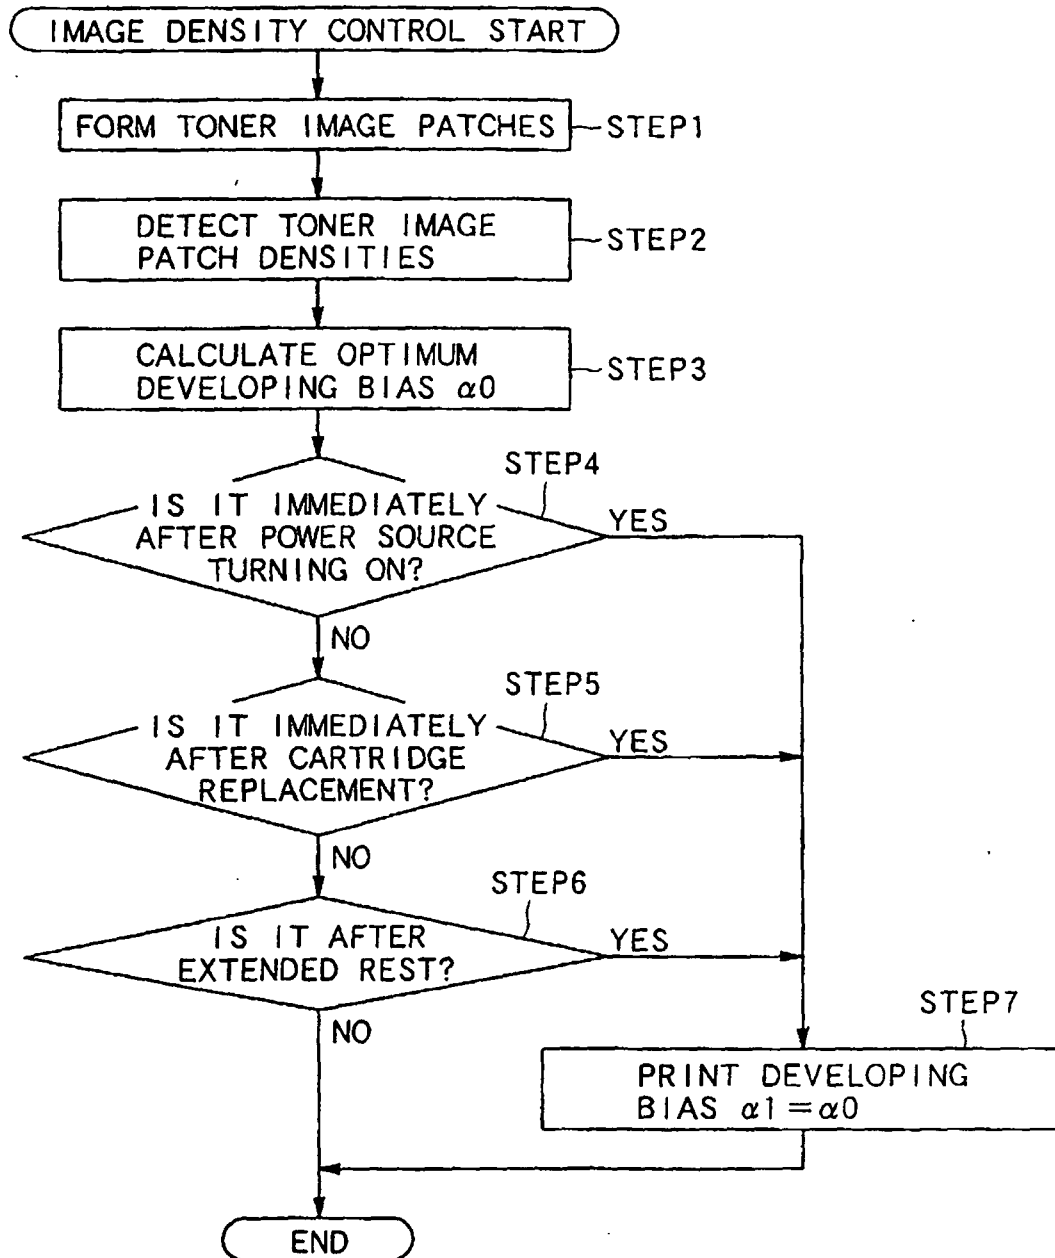 IMAGE DENSITY CONTROL START
FORM TONER IMAGE PATCHES
STEP1
DETECT TONER IMAGE
PATCH DENSITIES
STEP2
CALCULATE OPTIMUM
DEVELOPING BIAS α0
STEP3
STEP4
IS IT IMMEDIATELY
AFTER POWER SOURCE
TURNING ON?
YES
NO
STEP5
IS IT IMMEDIATELY
AFTER CARTRIDGE
REPLACEMENT?
YES
NO
STEP6
IS IT AFTER
EXTENDED REST?
YES
NO
STEP7
PRINT DEVELOPING
BIAS α1=α0
END